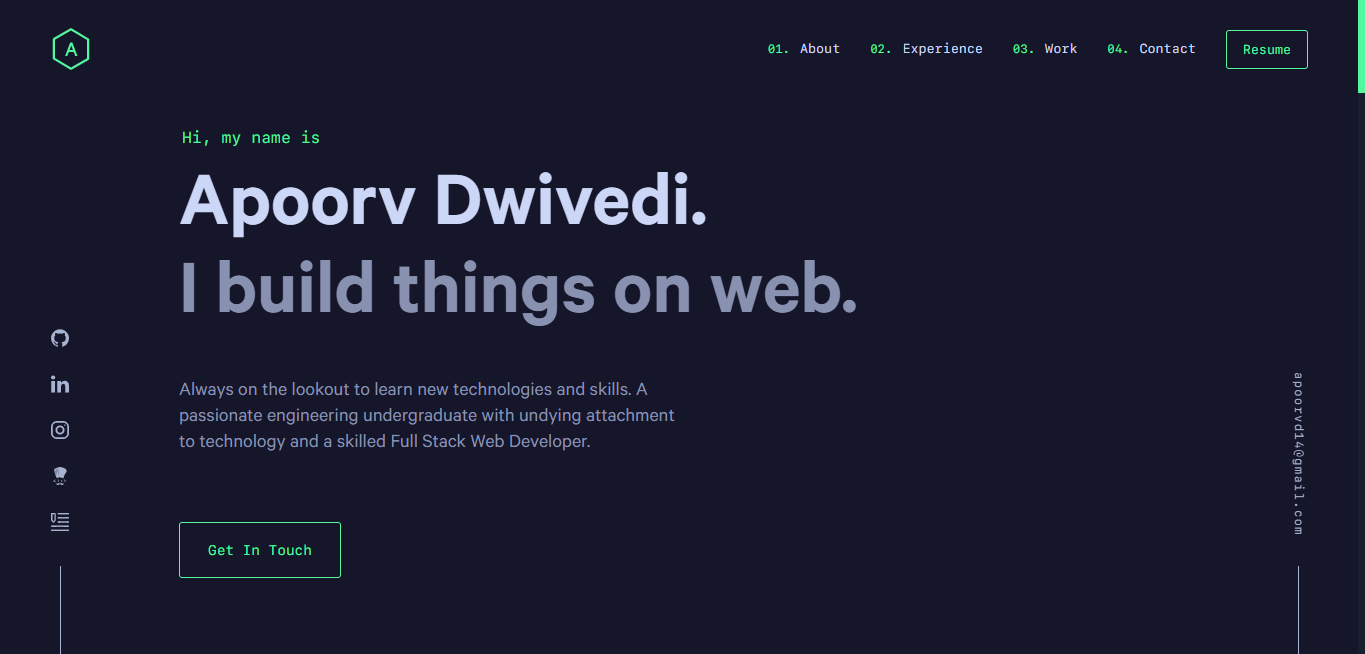 A
01. About 02. Experience 03. Work 04. Contact Resume
Hi, my name is
Apoorv Dwivedi.
I build things on web.
Always on the lookout to learn new technologies and skills. A
passionate engineering undergraduate with undying attachment
to technology and a skilled Full Stack Web Developer.
Get In Touch
apoorvd14@gmail.com